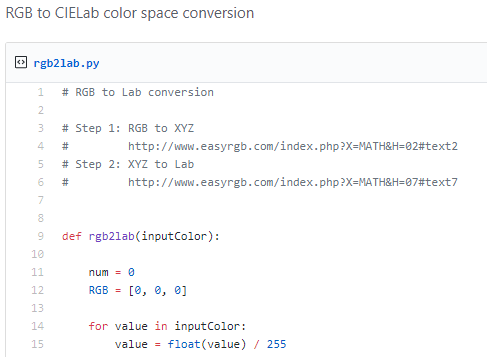 RGB to CIELab color space conversion
rgb2lab.py
1 # RGB to Lab conversion
2
3 # Step 1: RGB to XYZ
4 #         http://www.easyrgb.com/index.php?X=MATH&H=02#text2
5 # Step 2: XYZ to Lab
6 #         http://www.easyrgb.com/index.php?X=MATH&H=07#text7
7
8
9 def rgb2lab(inputColor):
10
11     num = 0
12     RGB = [0, 0, 0]
13
14     for value in inputColor:
15         value = float(value) / 255